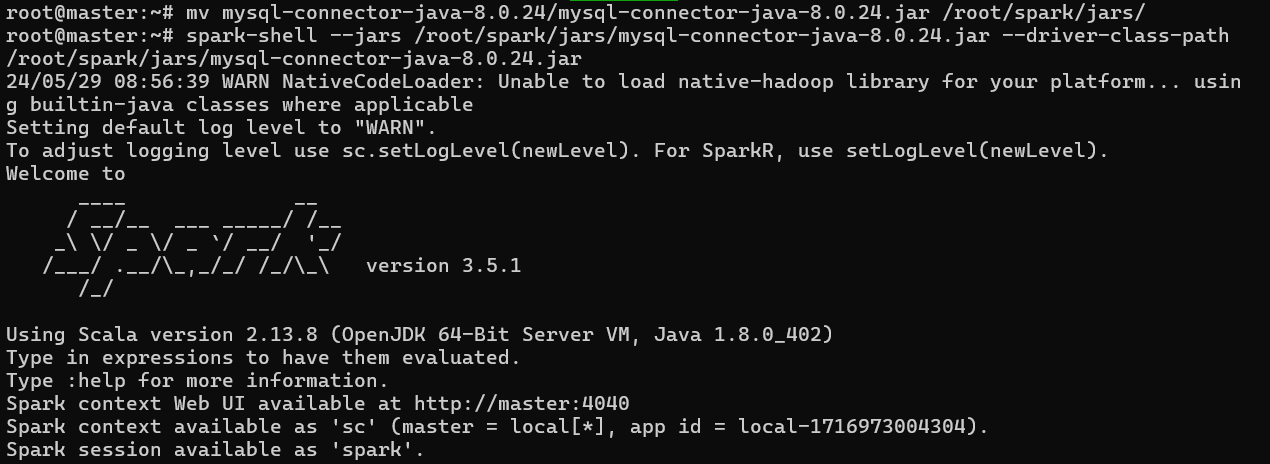 root@master:~# mv mysql-connector-java-8.0.24/mysql-connector-java-8.0.24.jar /root/spark/jars/
root@master:~# spark-shell --jars /root/spark/jars/mysql-connector-java-8.0.24.jar --driver-class-path
/root/spark/jars/mysql-connector-java-8.0.24.jar
24/05/29 08:56:39 WARN NativeCodeLoader: Unable to load native-hadoop library for your platform... usin
g builtin-java classes where applicable
Setting default log level to "WARN".
To adjust logging level use sc.setLogLevel(newLevel). For SparkR, use setLogLevel(newLevel).
Welcome to
      ____              __
     / __/__  ___ _____/ /__
    _\ \/ _ \/ _ `/ __/  '_/
   /___/ .__/\_,_/_/ /_/\_\   version 3.5.1
      /_/

Using Scala version 2.13.8 (OpenJDK 64-Bit Server VM, Java 1.8.0_402)
Type in expressions to have them evaluated.
Type :help for more information.
Spark context Web UI available at http://master:4040
Spark context available as 'sc' (master = local[*], app id = local-1716973004304).
Spark session available as 'spark'.